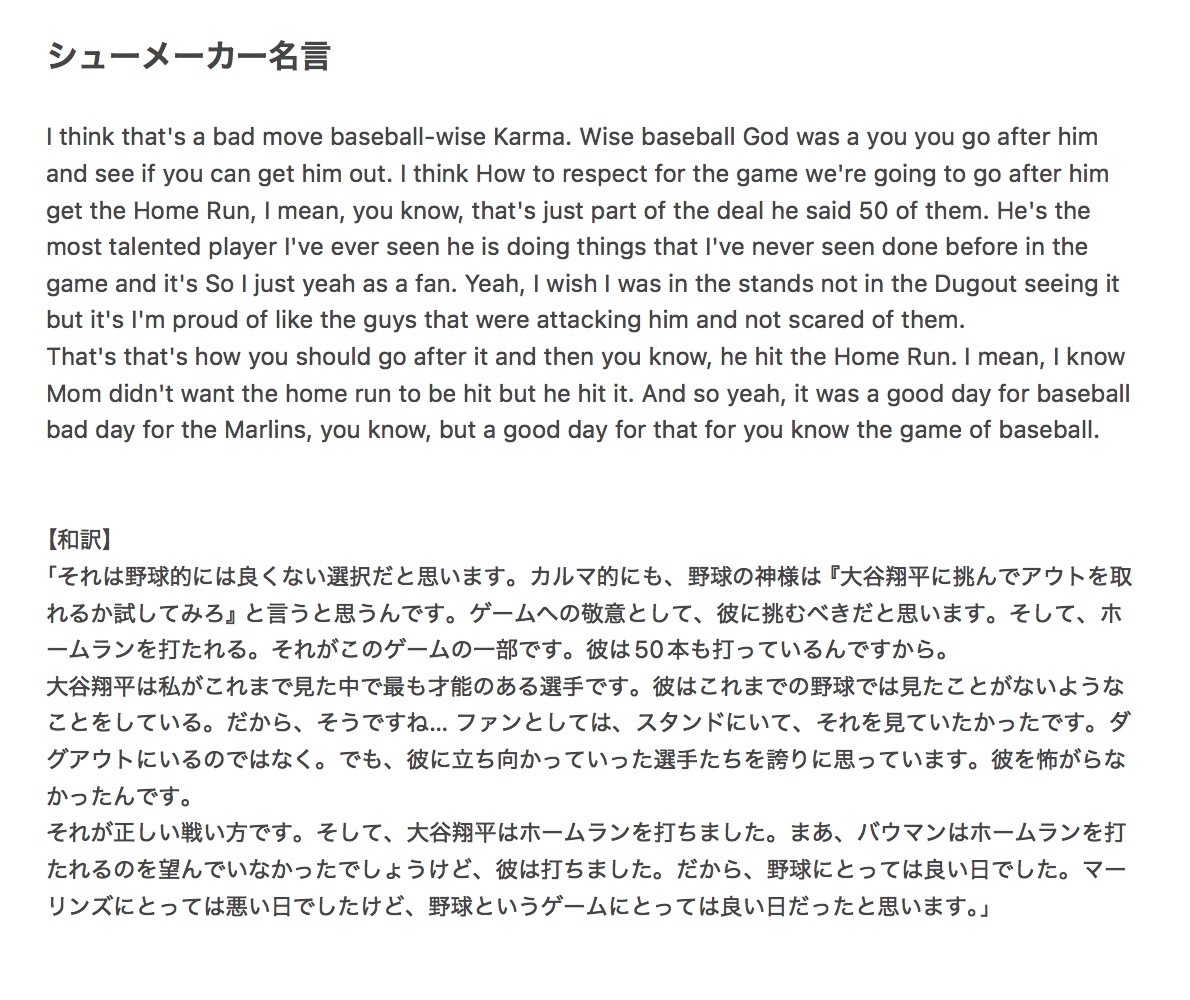 シューメーカー名言
I think that's a bad move baseball-wise Karma. Wise baseball God was a you you go after him
and see if you can get him out. I think How to respect for the game we're going to go after him
get the Home Run, I mean, you know, that's just part of the deal he said 50 of them. He's the
most talented player I've ever seen he is doing things that I've never seen done before in the
game and it's So I just yeah as a fan. Yeah, I wish I was in the stands not in the Dugout seeing it
but it's I'm proud of like the guys that were attacking him and not scared of them.
That's that's how you should go after it and then you know, he hit the Home Run. I mean, I know
Mom didn't want the home run to be hit but he hit it. And so yeah, it was a good day for baseball
bad day for the Marlins, you know, but a good day for that for you know the game of baseball.
【和訳】
「それは野球的には良くない選択だと思います。カルマ的にも、野球の神様は『大谷翔平に挑んでアウトを取
れるか試してみろ』と言うと思うんです。ゲームへの敬意として、彼に挑むべきだと思います。そして、ホ
ームランを打たれる。それがこのゲームの一部です。彼は50本も打っているんですから。
大谷翔平は私がこれまで見た中で最も才能のある選手です。彼はこれまでの野球では見たことがないような
ことをしている。だから、そうですね... ファンとしては、スタンドにいて、それを見ていたかったです。ダ
グアウトにいるのではなく。でも、彼に立ち向かっていった選手たちを誇りに思っています。彼を怖がらな
かったんです。
それが正しい戦い方です。そして、大谷翔平はホームランを打ちました。まあ、バウマンはホームランを打
たれるのを望んでいなかったでしょうけど、彼は打ちました。だから、野球にとっては良い日でした。マー
リンズにとっては悪い日でしたけど、野球というゲームにとっては良い日だったと思います。」